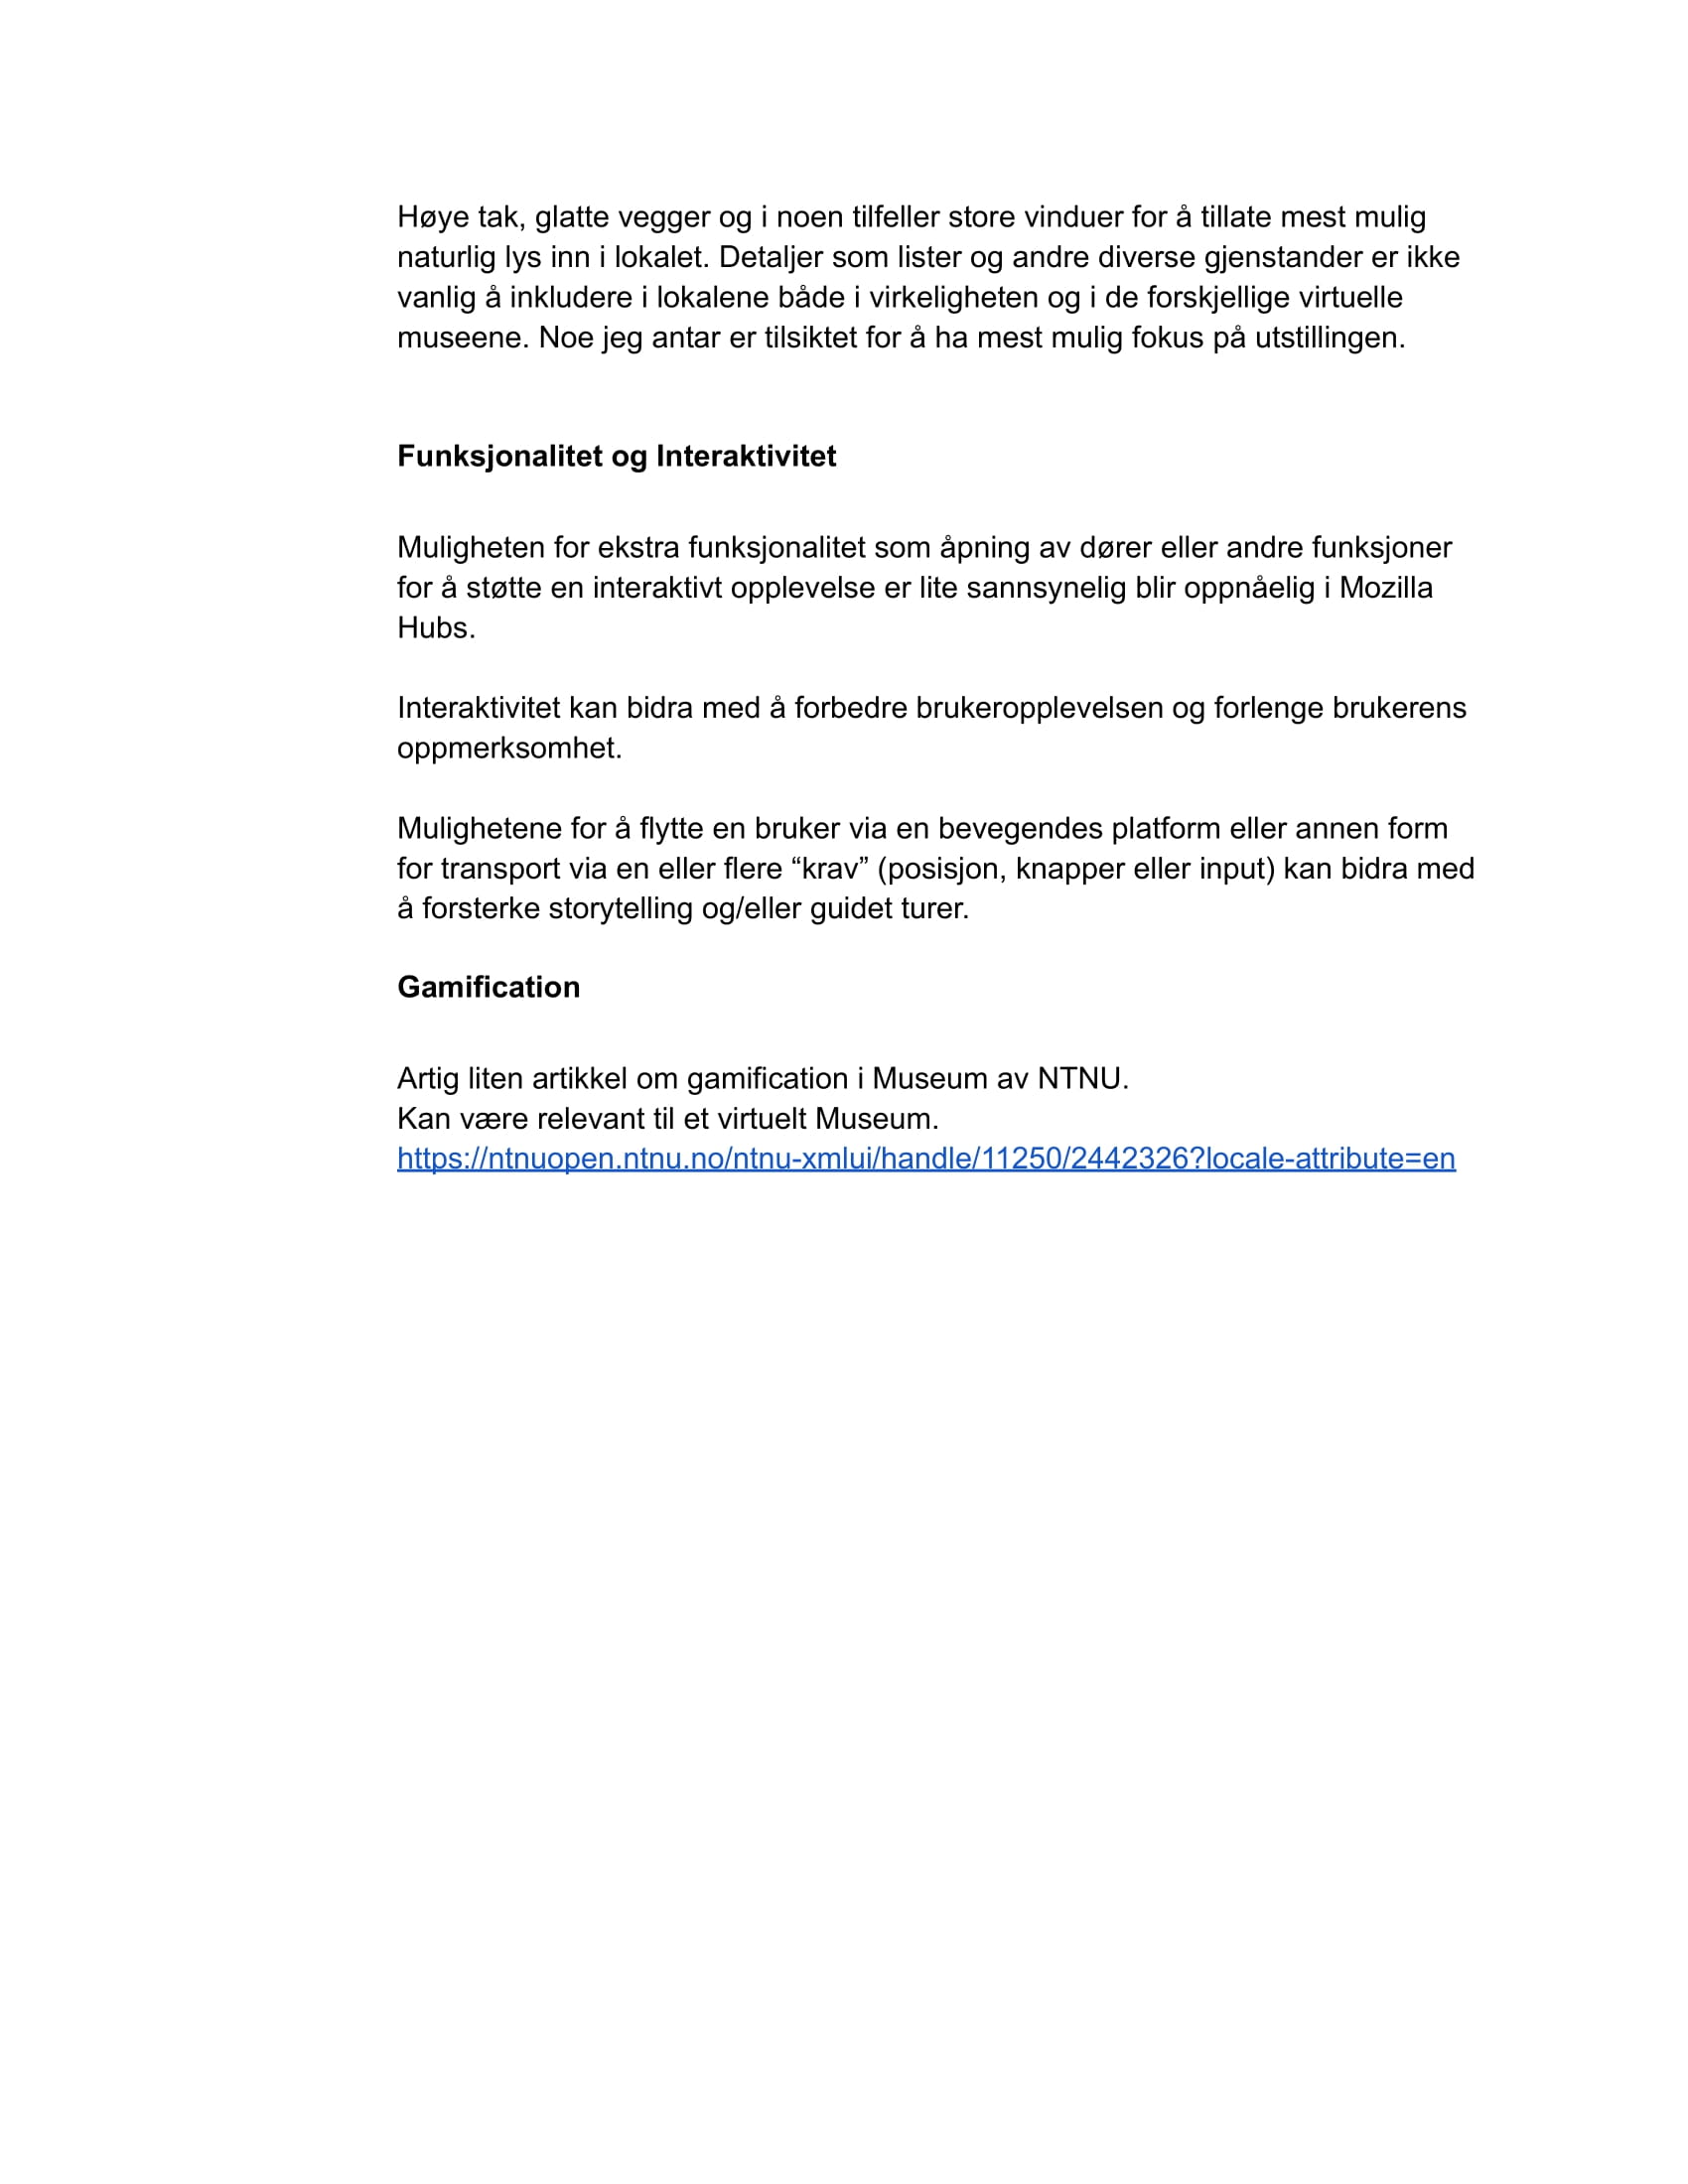 Høye tak, glatte vegger og i noen tilfeller store vinduer for å tillate mest mulig
naturlig lys inn i lokalet. Detaljer som lister og andre diverse gjenstander er ikke
vanlig å inkludere i lokalene både i virkeligheten og i de forskjellige virtuelle
museene. Noe jeg antar er tilsiktet for å ha mest mulig fokus på utstillingen.
Funksjonalitet og Interaktivitet
Muligheten for ekstra funksjonalitet som åpning av dører eller andre funksjoner
for å støtte en interaktivt opplevelse er lite sannsynelig blir oppnåelig i Mozilla
Hubs.
Interaktivitet kan bidra med å forbedre brukeropplevelsen og forlenge brukerens
oppmerksomhet.
Mulighetene for å flytte en bruker via en bevegendes platform eller annen form
for transport via en eller flere “krav” (posisjon, knapper eller input) kan bidra med
å forsterke storytelling og/eller guidet turer.
Gamification
Artig liten artikkel om gamification i Museum av NTNU.
Kan være relevant til et virtuelt Museum.
https://ntnuopen.ntnu.no/ntnu-xmlui/handle/11250/2442326?locale-attribute=en